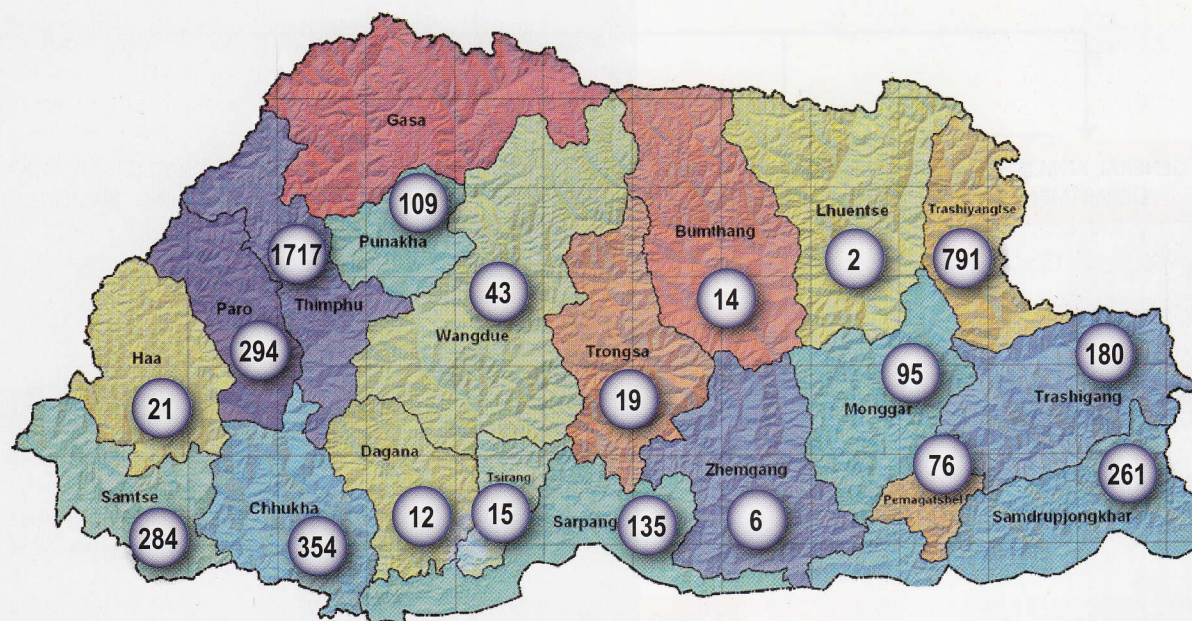 Gasa
109
Punakha
1717
Thimphu
Paro
294
Haa
21
Samtse
284
Chhukha
354
Dagana
12
Tsirang
15
Wangdue
43
Trongsa
19
Sarpang
135
Bumthang
14
Zhemgang
6
Lhuentse
2
Trashiyangtse
791
Monggar
95
Trashigang
180
76
Pemagatshel
Samdrupjongkhar
261